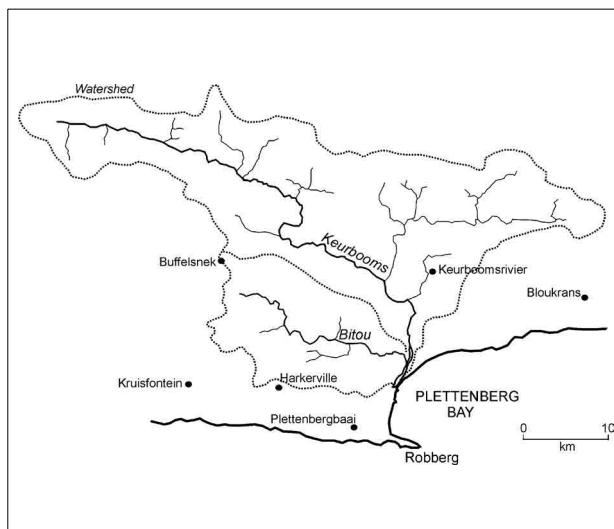 Watershed
Keurbooms
Buffelsnek
Keurboomsrivier
Bloukrans
Bitou
Kruisfontein
Harkerville
PLETTENBERG
BAY
Plettenbergbaai
0 10
km
Robberg